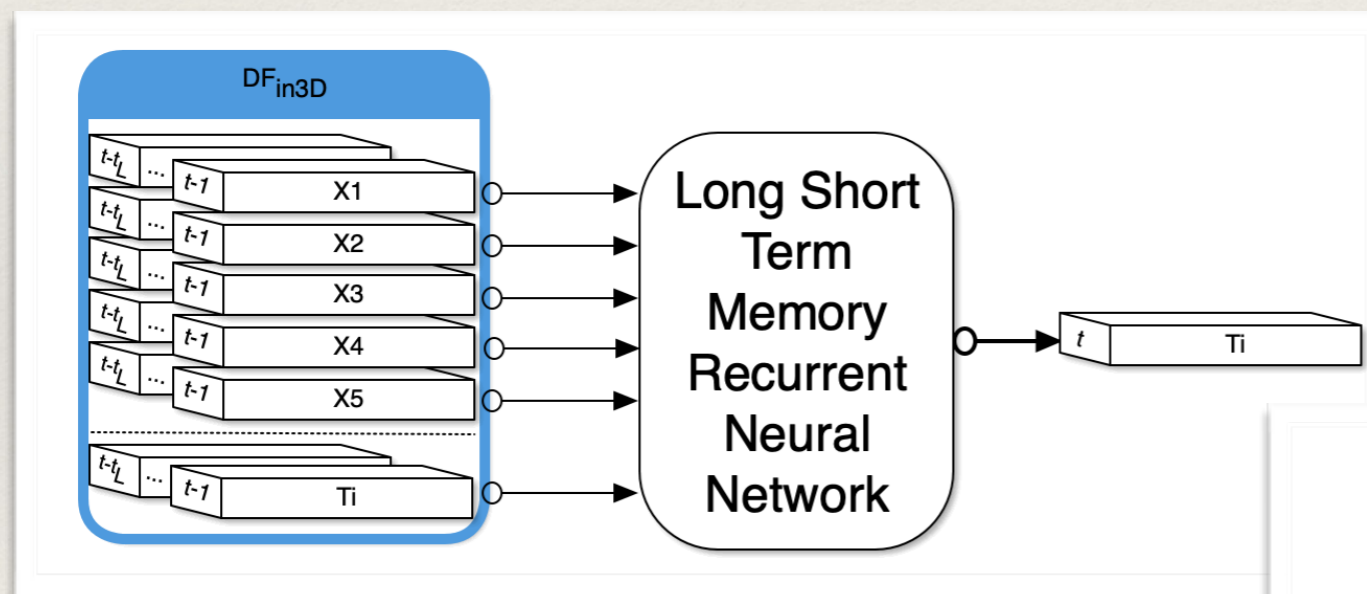 DFin3D
t-tL ... t-1 X1
t-tL ... t-1 X2
t-tL ... t-1 X3
t-tL ... t-1 X4
t-tL ... t-1 X5
t-tL ... t-1 Ti
Long Short
Term
Memory
Recurrent
Neural
Network
t Ti